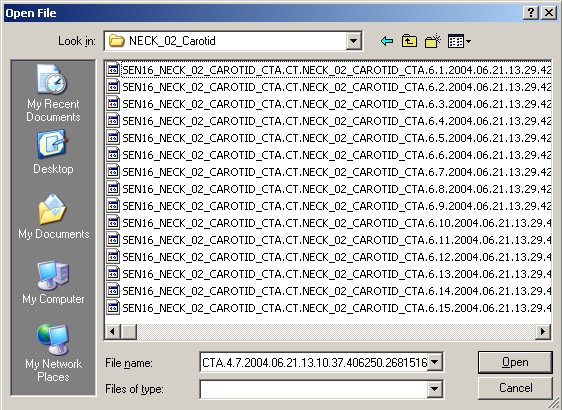 Open File
Look in: NECK_02_Carotid
My Recent
Documents
Desktop
My Documents
My Computer
My Network
Places
SEN16_NECK_02_CAROTID_CTA.CT.NECK_02_CAROTID_CTA.6.1.2004.06.21.13.29.42
SEN16_NECK_02_CAROTID_CTA.CT.NECK_02_CAROTID_CTA.6.2.2004.06.21.13.29.42
SEN16_NECK_02_CAROTID_CTA.CT.NECK_02_CAROTID_CTA.6.3.2004.06.21.13.29.42
SEN16_NECK_02_CAROTID_CTA.CT.NECK_02_CAROTID_CTA.6.4.2004.06.21.13.29.42
SEN16_NECK_02_CAROTID_CTA.CT.NECK_02_CAROTID_CTA.6.5.2004.06.21.13.29.42
SEN16_NECK_02_CAROTID_CTA.CT.NECK_02_CAROTID_CTA.6.6.2004.06.21.13.29.42
SEN16_NECK_02_CAROTID_CTA.CT.NECK_02_CAROTID_CTA.6.7.2004.06.21.13.29.42
SEN16_NECK_02_CAROTID_CTA.CT.NECK_02_CAROTID_CTA.6.8.2004.06.21.13.29.42
SEN16_NECK_02_CAROTID_CTA.CT.NECK_02_CAROTID_CTA.6.9.2004.06.21.13.29.42
SEN16_NECK_02_CAROTID_CTA.CT.NECK_02_CAROTID_CTA.6.10.2004.06.21.13.29.4
SEN16_NECK_02_CAROTID_CTA.CT.NECK_02_CAROTID_CTA.6.11.2004.06.21.13.29.4
SEN16_NECK_02_CAROTID_CTA.CT.NECK_02_CAROTID_CTA.6.12.2004.06.21.13.29.4
SEN16_NECK_02_CAROTID_CTA.CT.NECK_02_CAROTID_CTA.6.13.2004.06.21.13.29.4
SEN16_NECK_02_CAROTID_CTA.CT.NECK_02_CAROTID_CTA.6.14.2004.06.21.13.29.4
SEN16_NECK_02_CAROTID_CTA.CT.NECK_02_CAROTID_CTA.6.15.2004.06.21.13.29.4
File name: CTA.4.7.2004.06.21.13.10.37.406250.2681516 Open
Files of type: Cancel